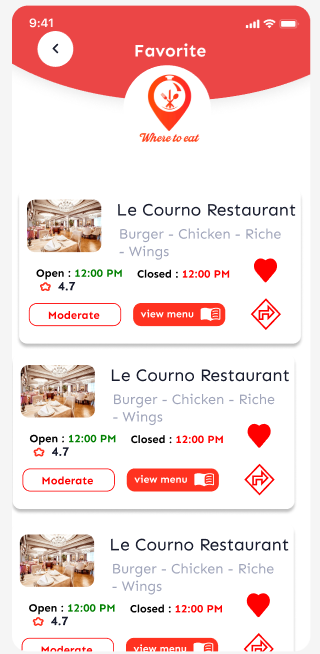 9:41
Favorite
Where to eat
Le Courno Restaurant
Burger - Chicken - Riche
- Wings
Open : 12:00 PM Closed : 12:00 PM
4.7
Moderate view menu
Le Courno Restaurant
Burger - Chicken - Riche
- Wings
Open : 12:00 PM Closed : 12:00 PM
4.7
Moderate view menu
Le Courno Restaurant
Burger - Chicken - Riche
- Wings
Open : 12:00 PM Closed : 12:00 PM
4.7
Moderate view menu